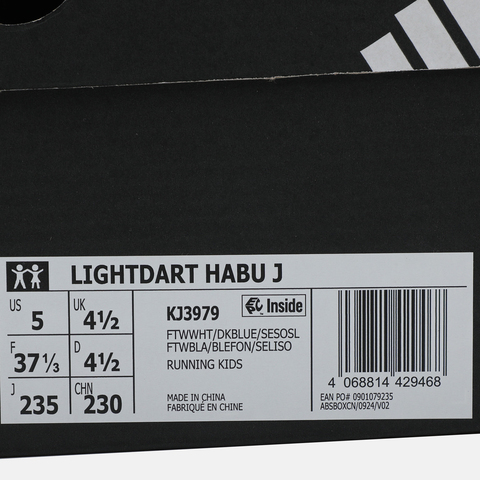 LIGHTDART HABU J
US 5 UK 4½
F 37⅓ D 4½
J 235 CHN 230
KJ3979 Inside
FTWWHT/DKBLUE/SESOSL
FTWBLA/BLEFON/SELISO
RUNNING KIDS
MADE IN CHINA
FABRIQUÉ EN CHINE
4 068814 429468
EAN PO# 0901079235
ABSBOXCN/0924/V02